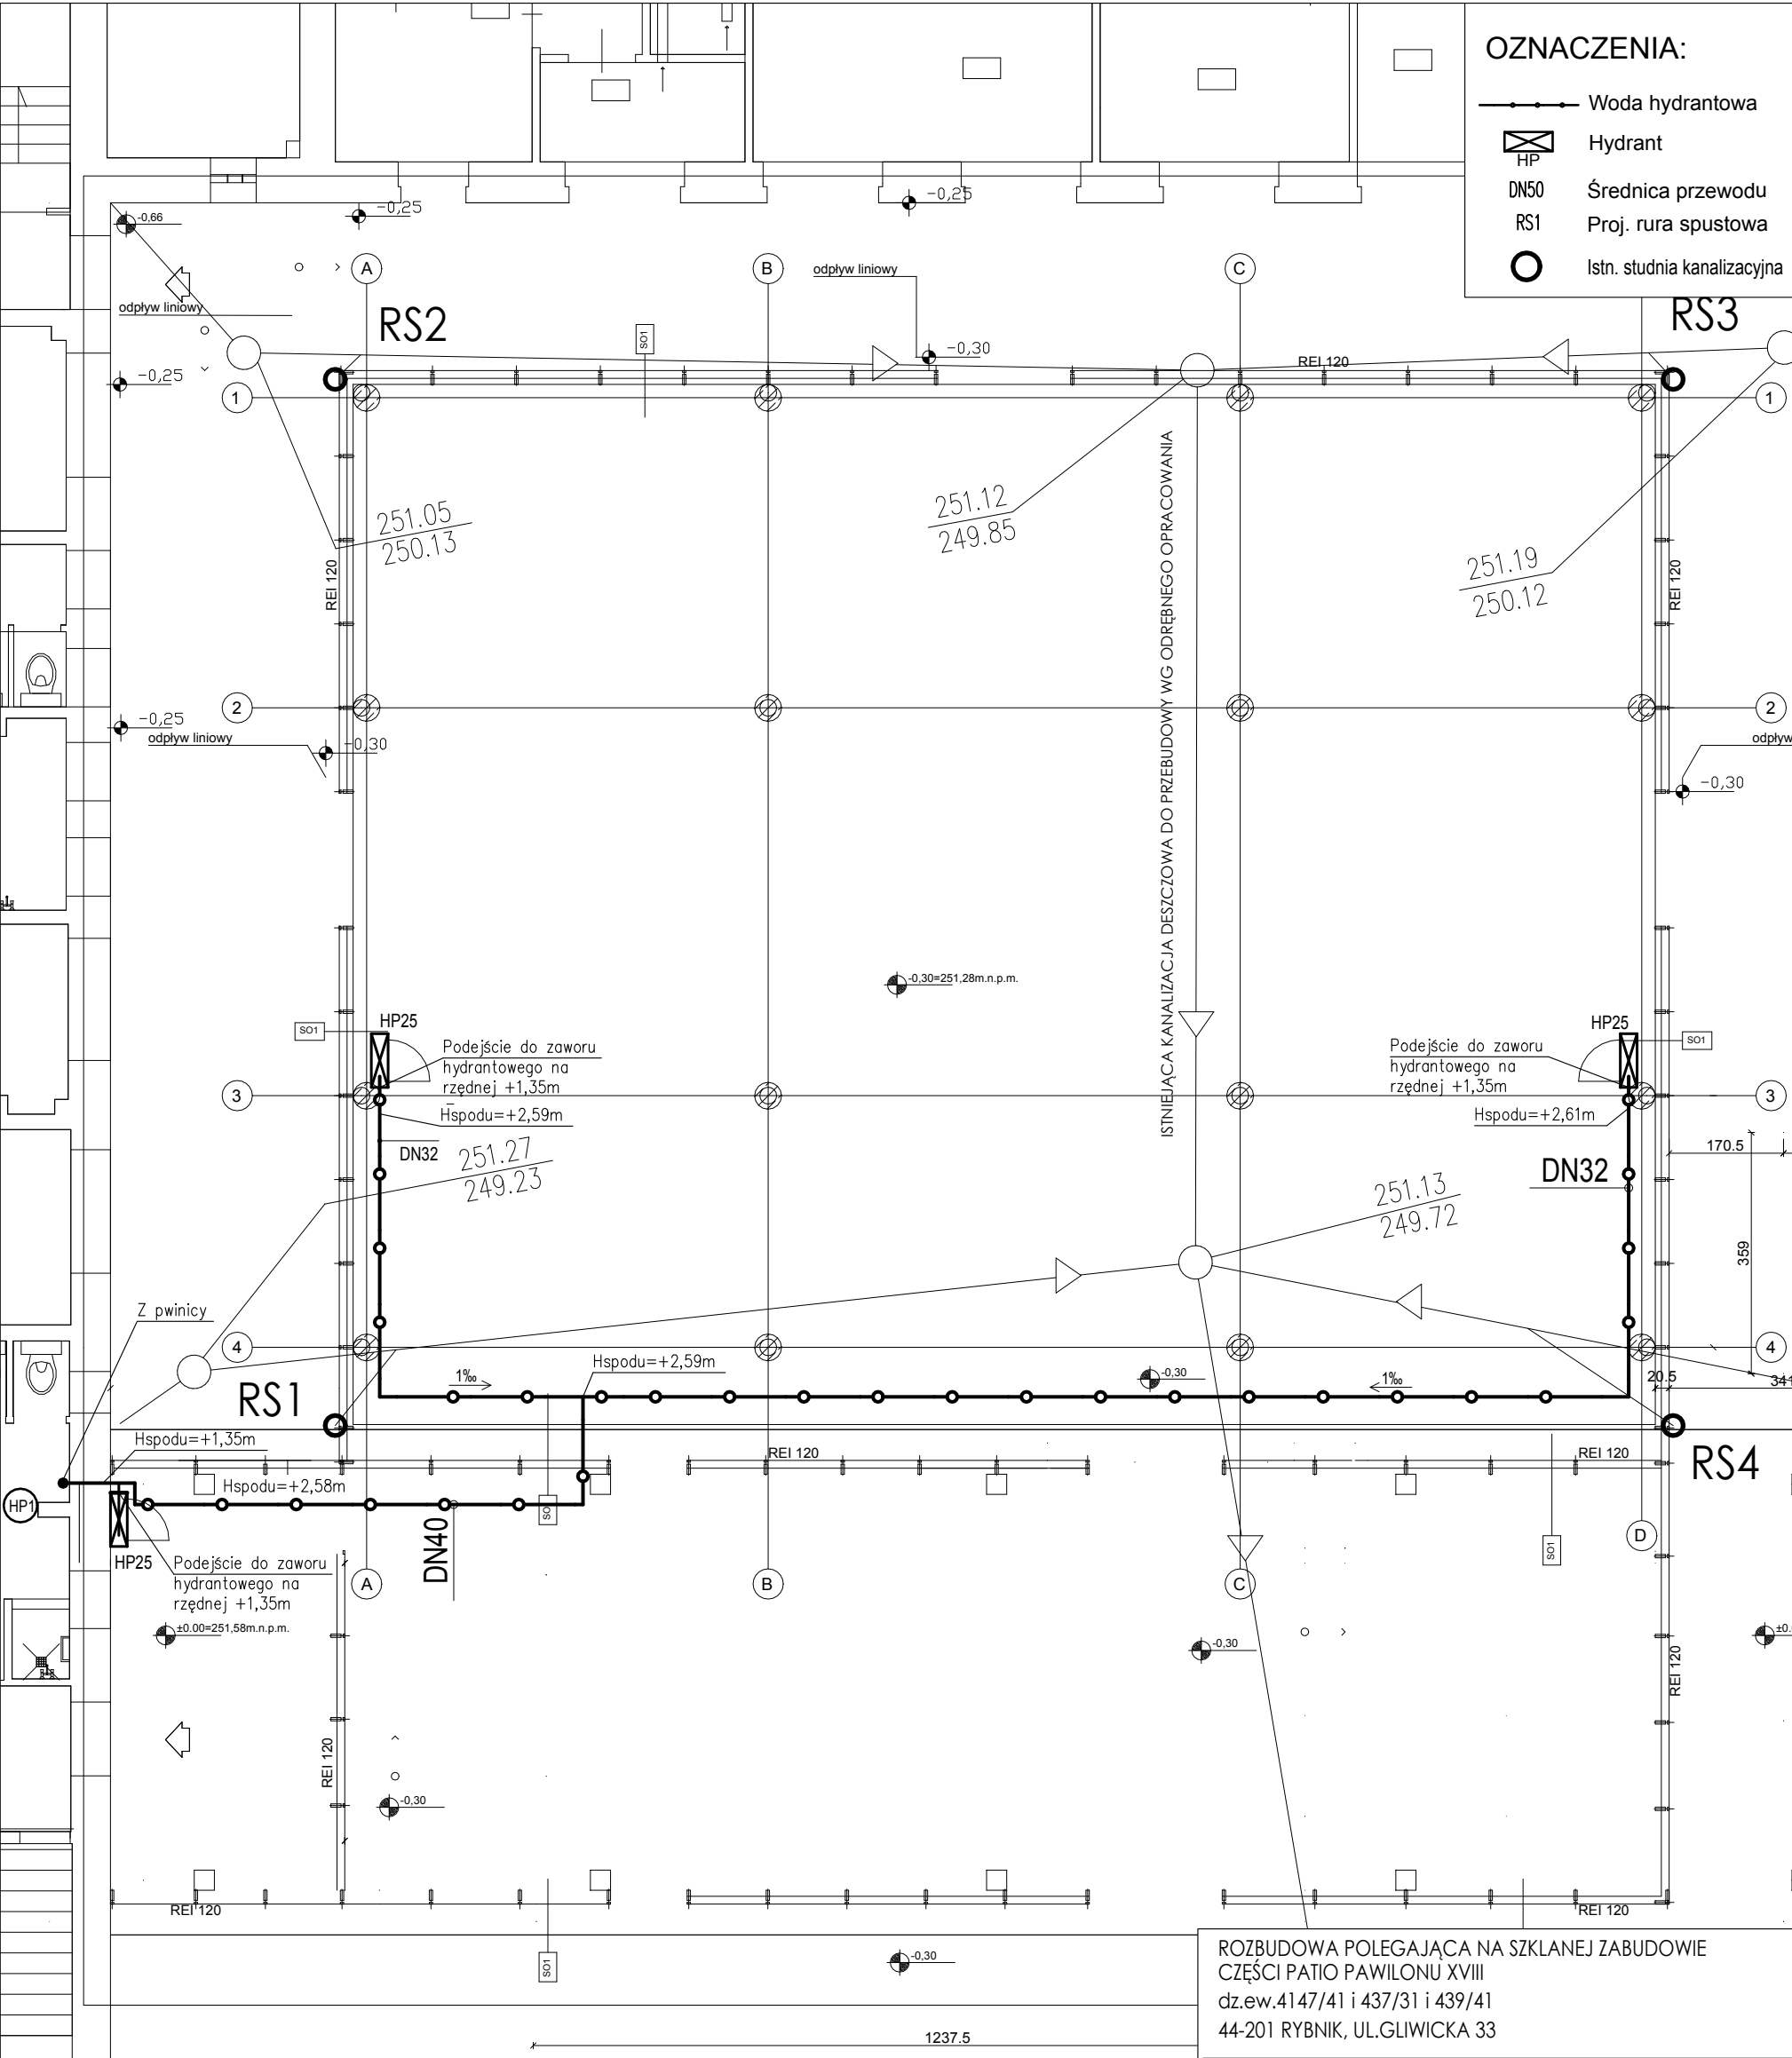 OZNACZENIA:
Woda hydrantowa
HP
Hydrant
DN50
Średnica przewodu
RS1
Proj. rura spustowa
Istn. studnia kanalizacyjna
-0,66
-0,25
-0,25
A
B
C
odpływ liniowy
odpływ liniowy
RS2
RS3
SO1
-0,30
REI 120
-0,25
1
1
251.05
250.13
251.12
249.85
251.19
250.12
REI 120
REI 120
ISTNIEJĄCA KANALIZACJA DESZCZOWA DO PRZEBUDOWY WG ODRĘBNEGO OPRACOWANIA
2
2
-0,25
odpływ liniowy
-0,30
odpływ
-0,30
-0,30=251,28m.n.p.m.
SO1
HP25
Podejście do zaworu
hydrantowego na
rzędnej +1,35m
HP25
SO1
Podejście do zaworu
hydrantowego na
rzędnej +1,35m
3
3
Hspodu=+2,59m
Hspodu=+2,61m
DN32
251.27
249.23
DN32
170.5
251.13
249.72
359
Z pwinicy
4
4
Hspodu=+2,59m
1‰
-0,30
1‰
20.5
341
RS1
Hspodu=+1,35m
REI 120
REI 120
RS4
Hspodu=+2,58m
HP1
DN40
D
SO1
HP25
Podejście do zaworu
hydrantowego na
rzędnej +1,35m
A
B
C
±0.00=251,58m.n.p.m.
-0,30
±0.
REI 120
REI 120
-0,30
REI 120
REI 120
SO1
-0,30
ROZBUDOWA POLEGAJĄCA NA SZKLANEJ ZABUDOWIE
CZĘŚCI PATIO PAWILONU XVIII
dz.ew.4147/41 i 437/31 i 439/41
44-201 RYBNIK, UL.GLIWICKA 33
1237.5